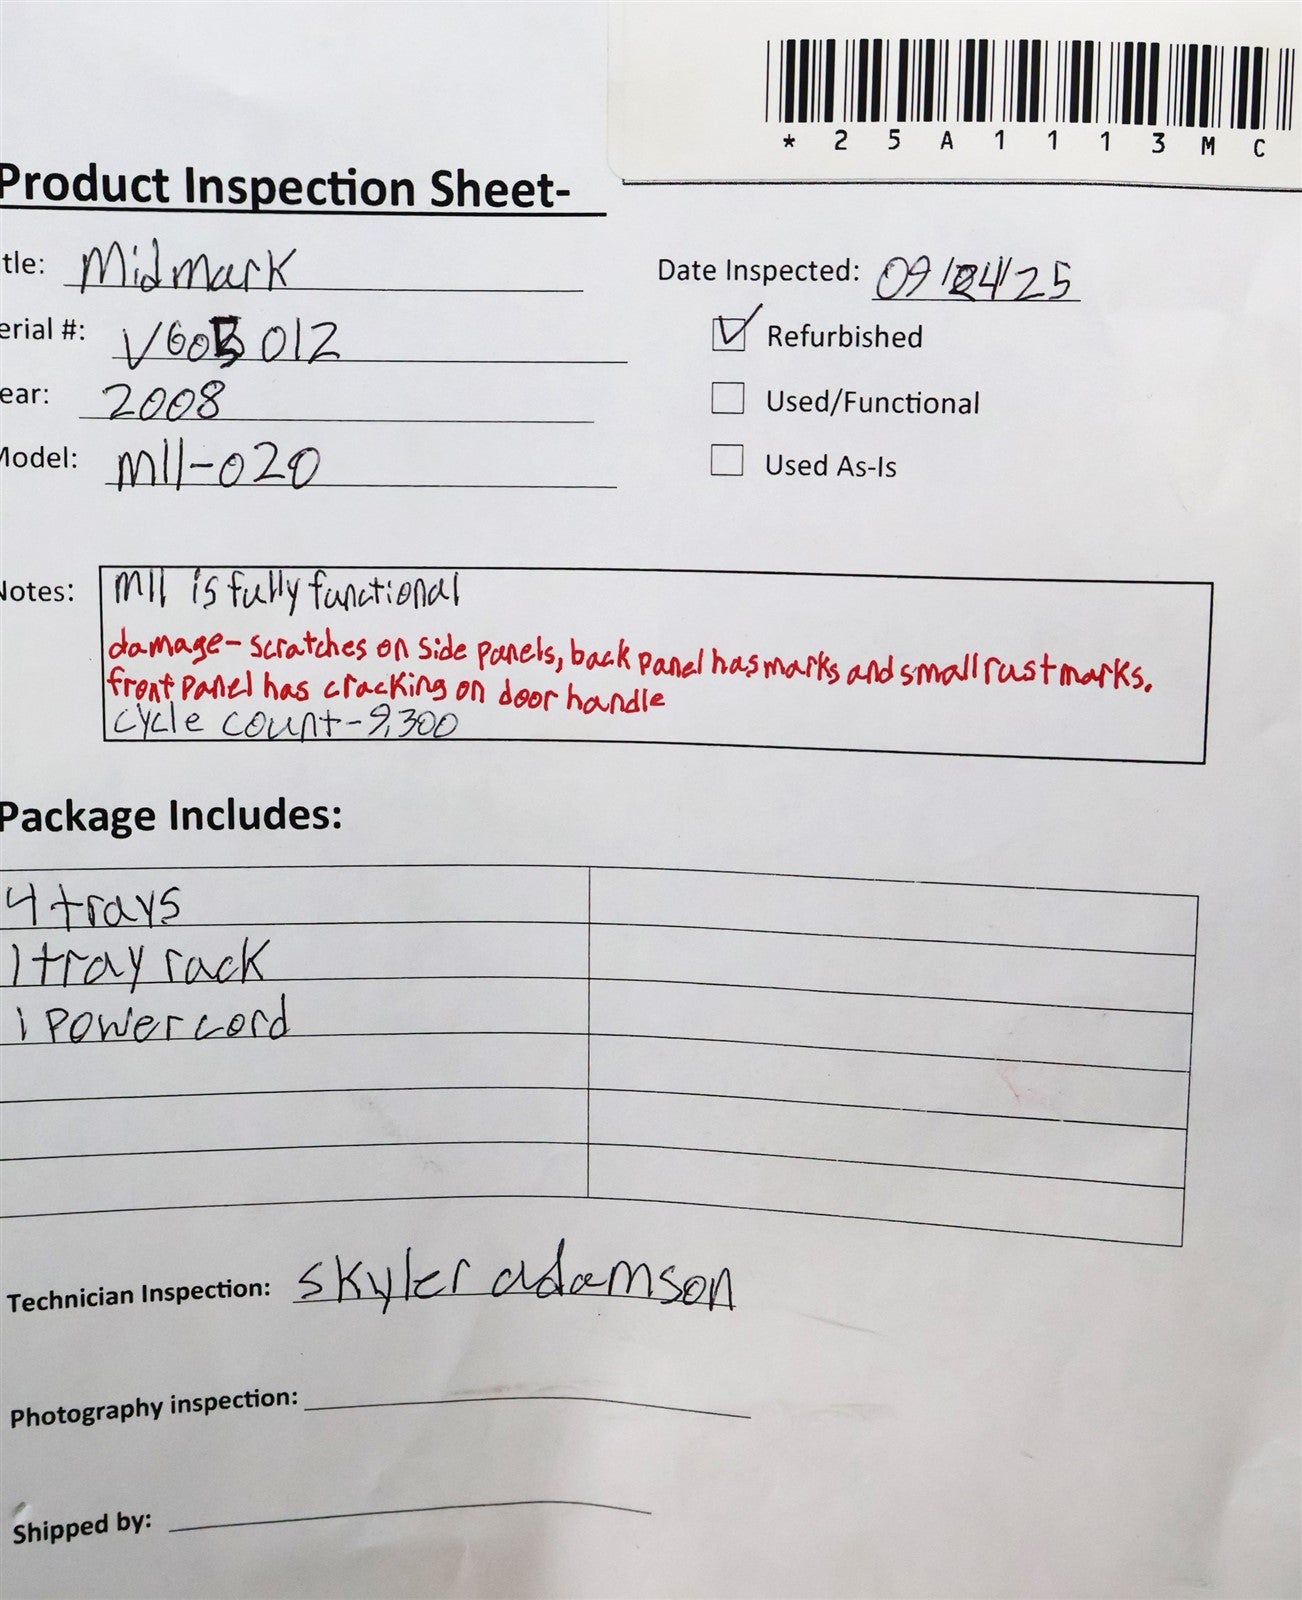 * 2 5 A 1 1 1 3 M C
Product Inspection Sheet-
tle: Midmark
Date Inspected: 09/24/25
erial #: 012
Refurbished
ear: 2008
Used/Functional
Model: M11-020
Used As-Is
Notes: M11 is fully functional
damage- scratches on side panels, back panel has marks and small rust marks.
front panel has cracking on door handle
cycle count- 9,300
Package Includes:
4 trays
1 tray rack
1 power cord
Technician Inspection: skyler adamson
Photography inspection:
Shipped by: